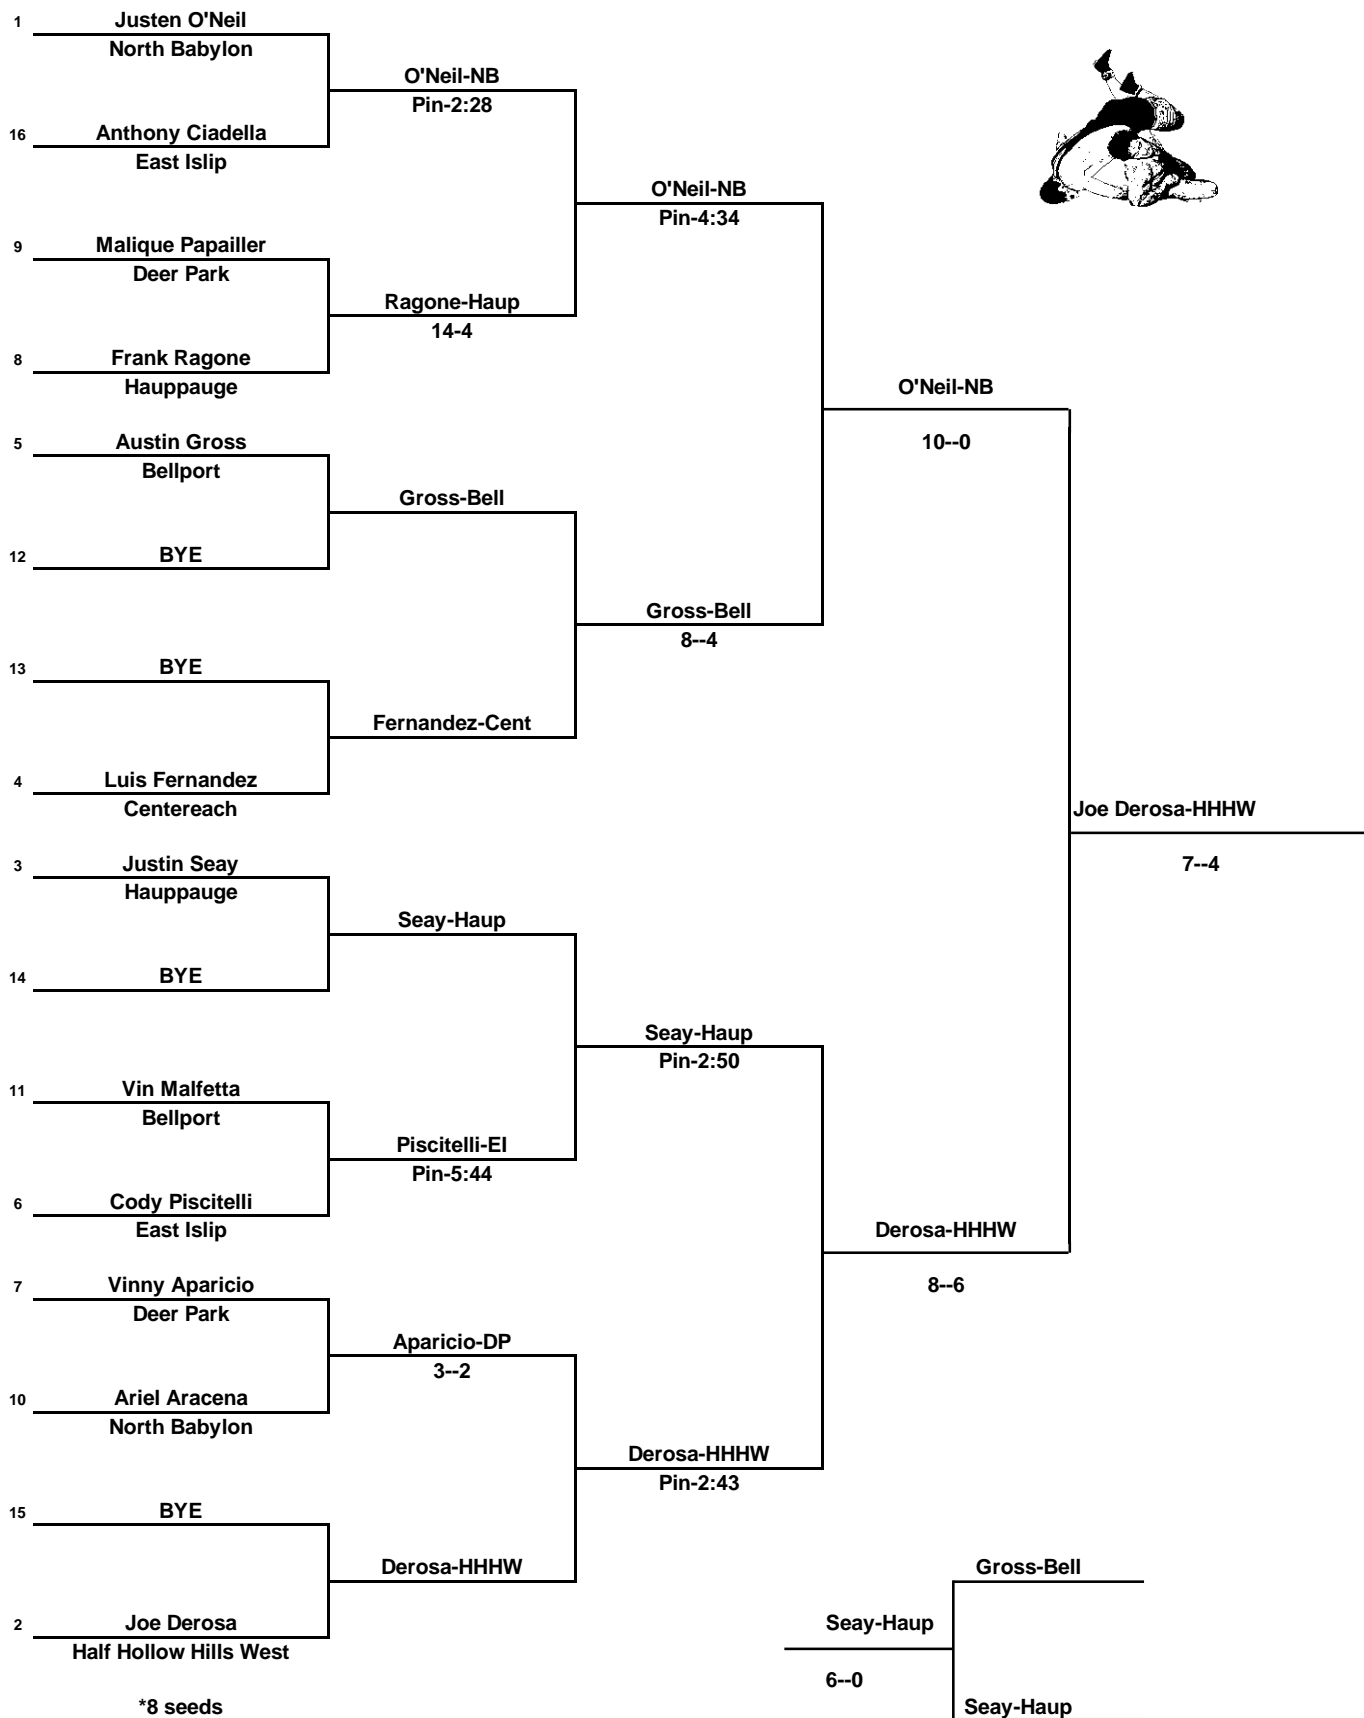 1 Justen O'Neil
North Babylon
O'Neil-NB
Pin-2:28
16 Anthony Ciadella
East Islip
O'Neil-NB
Pin-4:34
9 Malique Papailler
Deer Park
Ragone-Haup
14-4
8 Frank Ragone
Hauppauge
O'Neil-NB
10--0
5 Austin Gross
Bellport
Gross-Bell
12 BYE
Gross-Bell
8--4
13 BYE
Fernandez-Cent
4 Luis Fernandez
Centereach
Joe Derosa-HHHW
7--4
3 Justin Seay
Hauppauge
Seay-Haup
14 BYE
Seay-Haup
Pin-2:50
11 Vin Malfetta
Bellport
Piscitelli-EI
Pin-5:44
6 Cody Piscitelli
East Islip
Derosa-HHHW
8--6
7 Vinny Aparicio
Deer Park
Aparicio-DP
3--2
10 Ariel Aracena
North Babylon
Derosa-HHHW
Pin-2:43
15 BYE
Derosa-HHHW
2 Joe Derosa
Half Hollow Hills West
Gross-Bell
Seay-Haup
6--0
Seay-Haup
*8 seeds